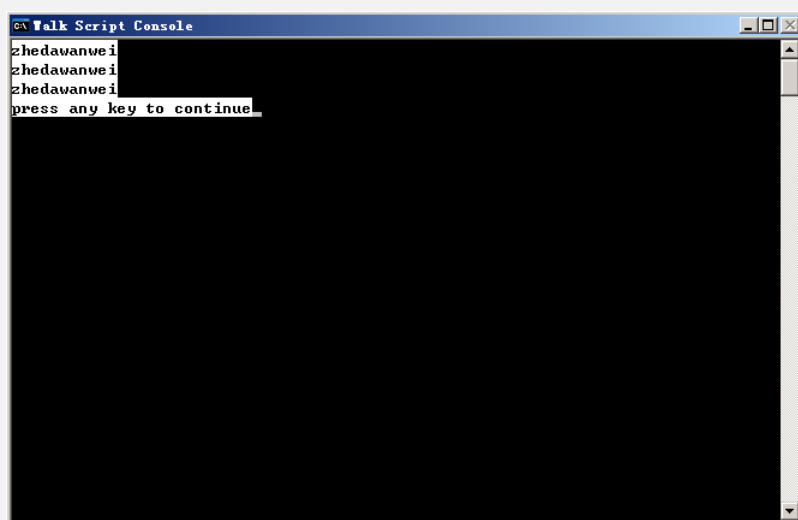 Talk Script Console
zhedawanwei
zhedawanwei
zhedawanwei
press any key to continue